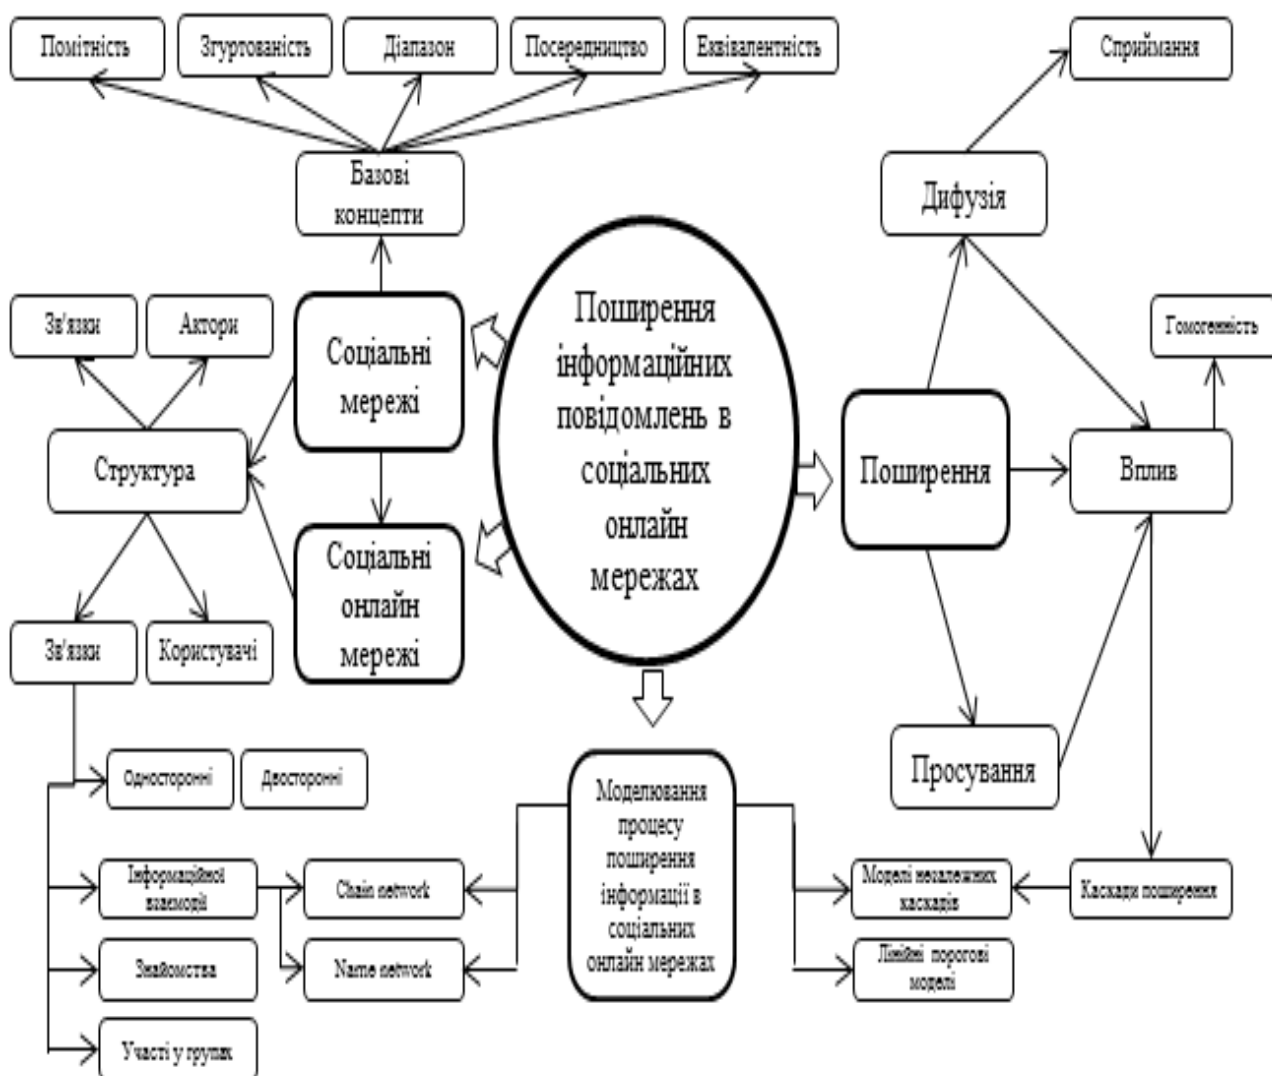 Помітність
Згуртованість
Діапазон
Посередництво
Еквівалентність
Сприймання
Базові
концепти
Дифузія
Зв'язки
Актори
Соціальні
мережі
Поширення
інформаційних
повідомлень в
соціальних
онлайн
мережах
Гомогенність
Структура
Поширення
Вплив
Соціальні
онлайн
мережі
Зв'язки
Користувачі
Односторонні
Двосторонні
Моделювання
процесу
поширення
інформації в
соціальних
онлайн мережах
Просування
Інформаційної
взаємодії
Chain network
Моделі незалежних
каскадів
Каскади поширення
Знайомства
Name network
Лінійні порогові
моделі
Участі у групах